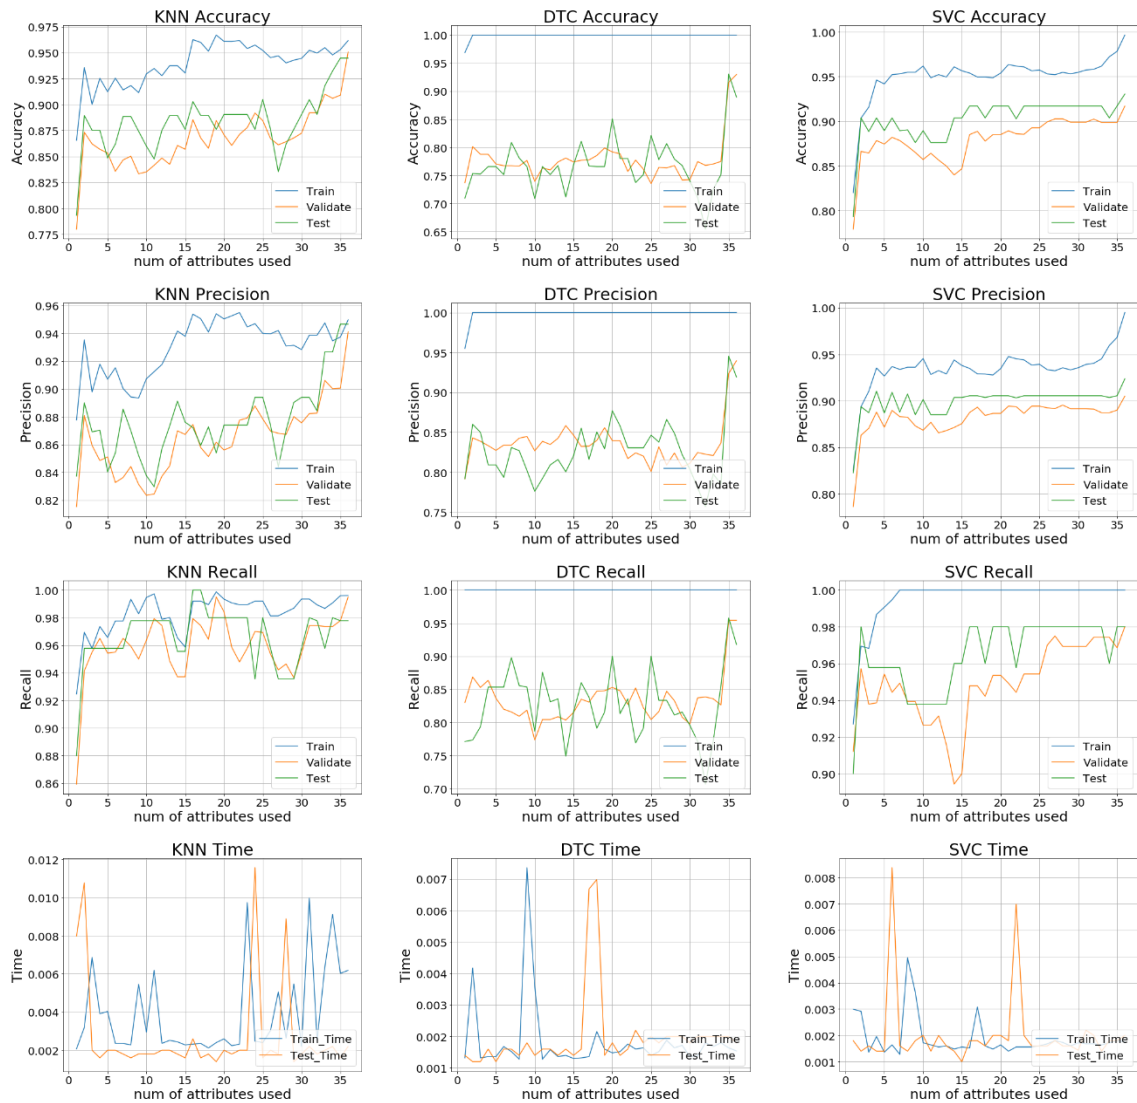 KNN Accuracy
Accuracy
0.975
0.950
0.925
0.900
0.875
0.850
0.825
0.800
0.775
Train
Validate
Test
0 5 10 15 20 25 30 35
num of attributes used
DTC Accuracy
Accuracy
1.00
0.95
0.90
0.85
0.80
0.75
0.70
0.65
Train
Validate
Test
0 5 10 15 20 25 30 35
num of attributes used
SVC Accuracy
Accuracy
1.00
0.95
0.90
0.85
0.80
Train
Validate
Test
0 5 10 15 20 25 30 35
num of attributes used
KNN Precision
Precision
0.96
0.94
0.92
0.90
0.88
0.86
0.84
0.82
Train
Validate
Test
0 5 10 15 20 25 30 35
num of attributes used
DTC Precision
Precision
1.00
0.95
0.90
0.85
0.80
0.75
Train
Validate
Test
0 5 10 15 20 25 30 35
num of attributes used
SVC Precision
Precision
1.00
0.95
0.90
0.85
0.80
Train
Validate
Test
0 5 10 15 20 25 30 35
num of attributes used
KNN Recall
Recall
1.00
0.98
0.96
0.94
0.92
0.90
0.88
0.86
Train
Validate
Test
0 5 10 15 20 25 30 35
num of attributes used
DTC Recall
Recall
1.00
0.95
0.90
0.85
0.80
0.75
0.70
Train
Validate
Test
0 5 10 15 20 25 30 35
num of attributes used
SVC Recall
Recall
1.00
0.98
0.96
0.94
0.92
0.90
Train
Validate
Test
0 5 10 15 20 25 30 35
num of attributes used
KNN Time
Time
0.012
0.010
0.008
0.006
0.004
0.002
Train_Time
Test_Time
0 5 10 15 20 25 30 35
num of attributes used
DTC Time
Time
0.007
0.006
0.005
0.004
0.003
0.002
0.001
Train_Time
Test_Time
0 5 10 15 20 25 30 35
num of attributes used
SVC Time
Time
0.008
0.007
0.006
0.005
0.004
0.003
0.002
0.001
Train_Time
Test_Time
0 5 10 15 20 25 30 35
num of attributes used